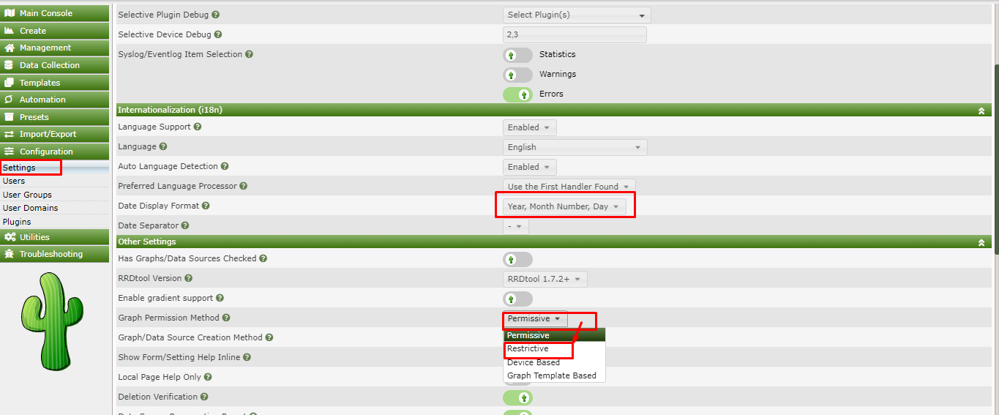 Main Console
Create
Management
Data Collection
Templates
Automation
Presets
Import/Export
Configuration
Settings
Users
User Groups
User Domains
Plugins
Utilities
Troubleshooting
Selective Plugin Debug
Select Plugin(s)
Selective Device Debug
2,3
Syslog/Eventlog Item Selection
Statistics
Warnings
Errors
Internationalization (i18n)
Language Support
Enabled
Language
English
Auto Language Detection
Enabled
Preferred Language Processor
Use the First Handler Found
Date Display Format
Year, Month Number, Day
Date Separator
-
Other Settings
Has Graphs/Data Sources Checked
RRDtool Version
RRDtool 1.7.2+
Enable gradient support
Graph Permission Method
Permissive
Permissive
Graph/Data Source Creation Method
Restrictive
Show Form/Setting Help Inline
Device Based
Local Page Help Only
Graph Template Based
Deletion Verification